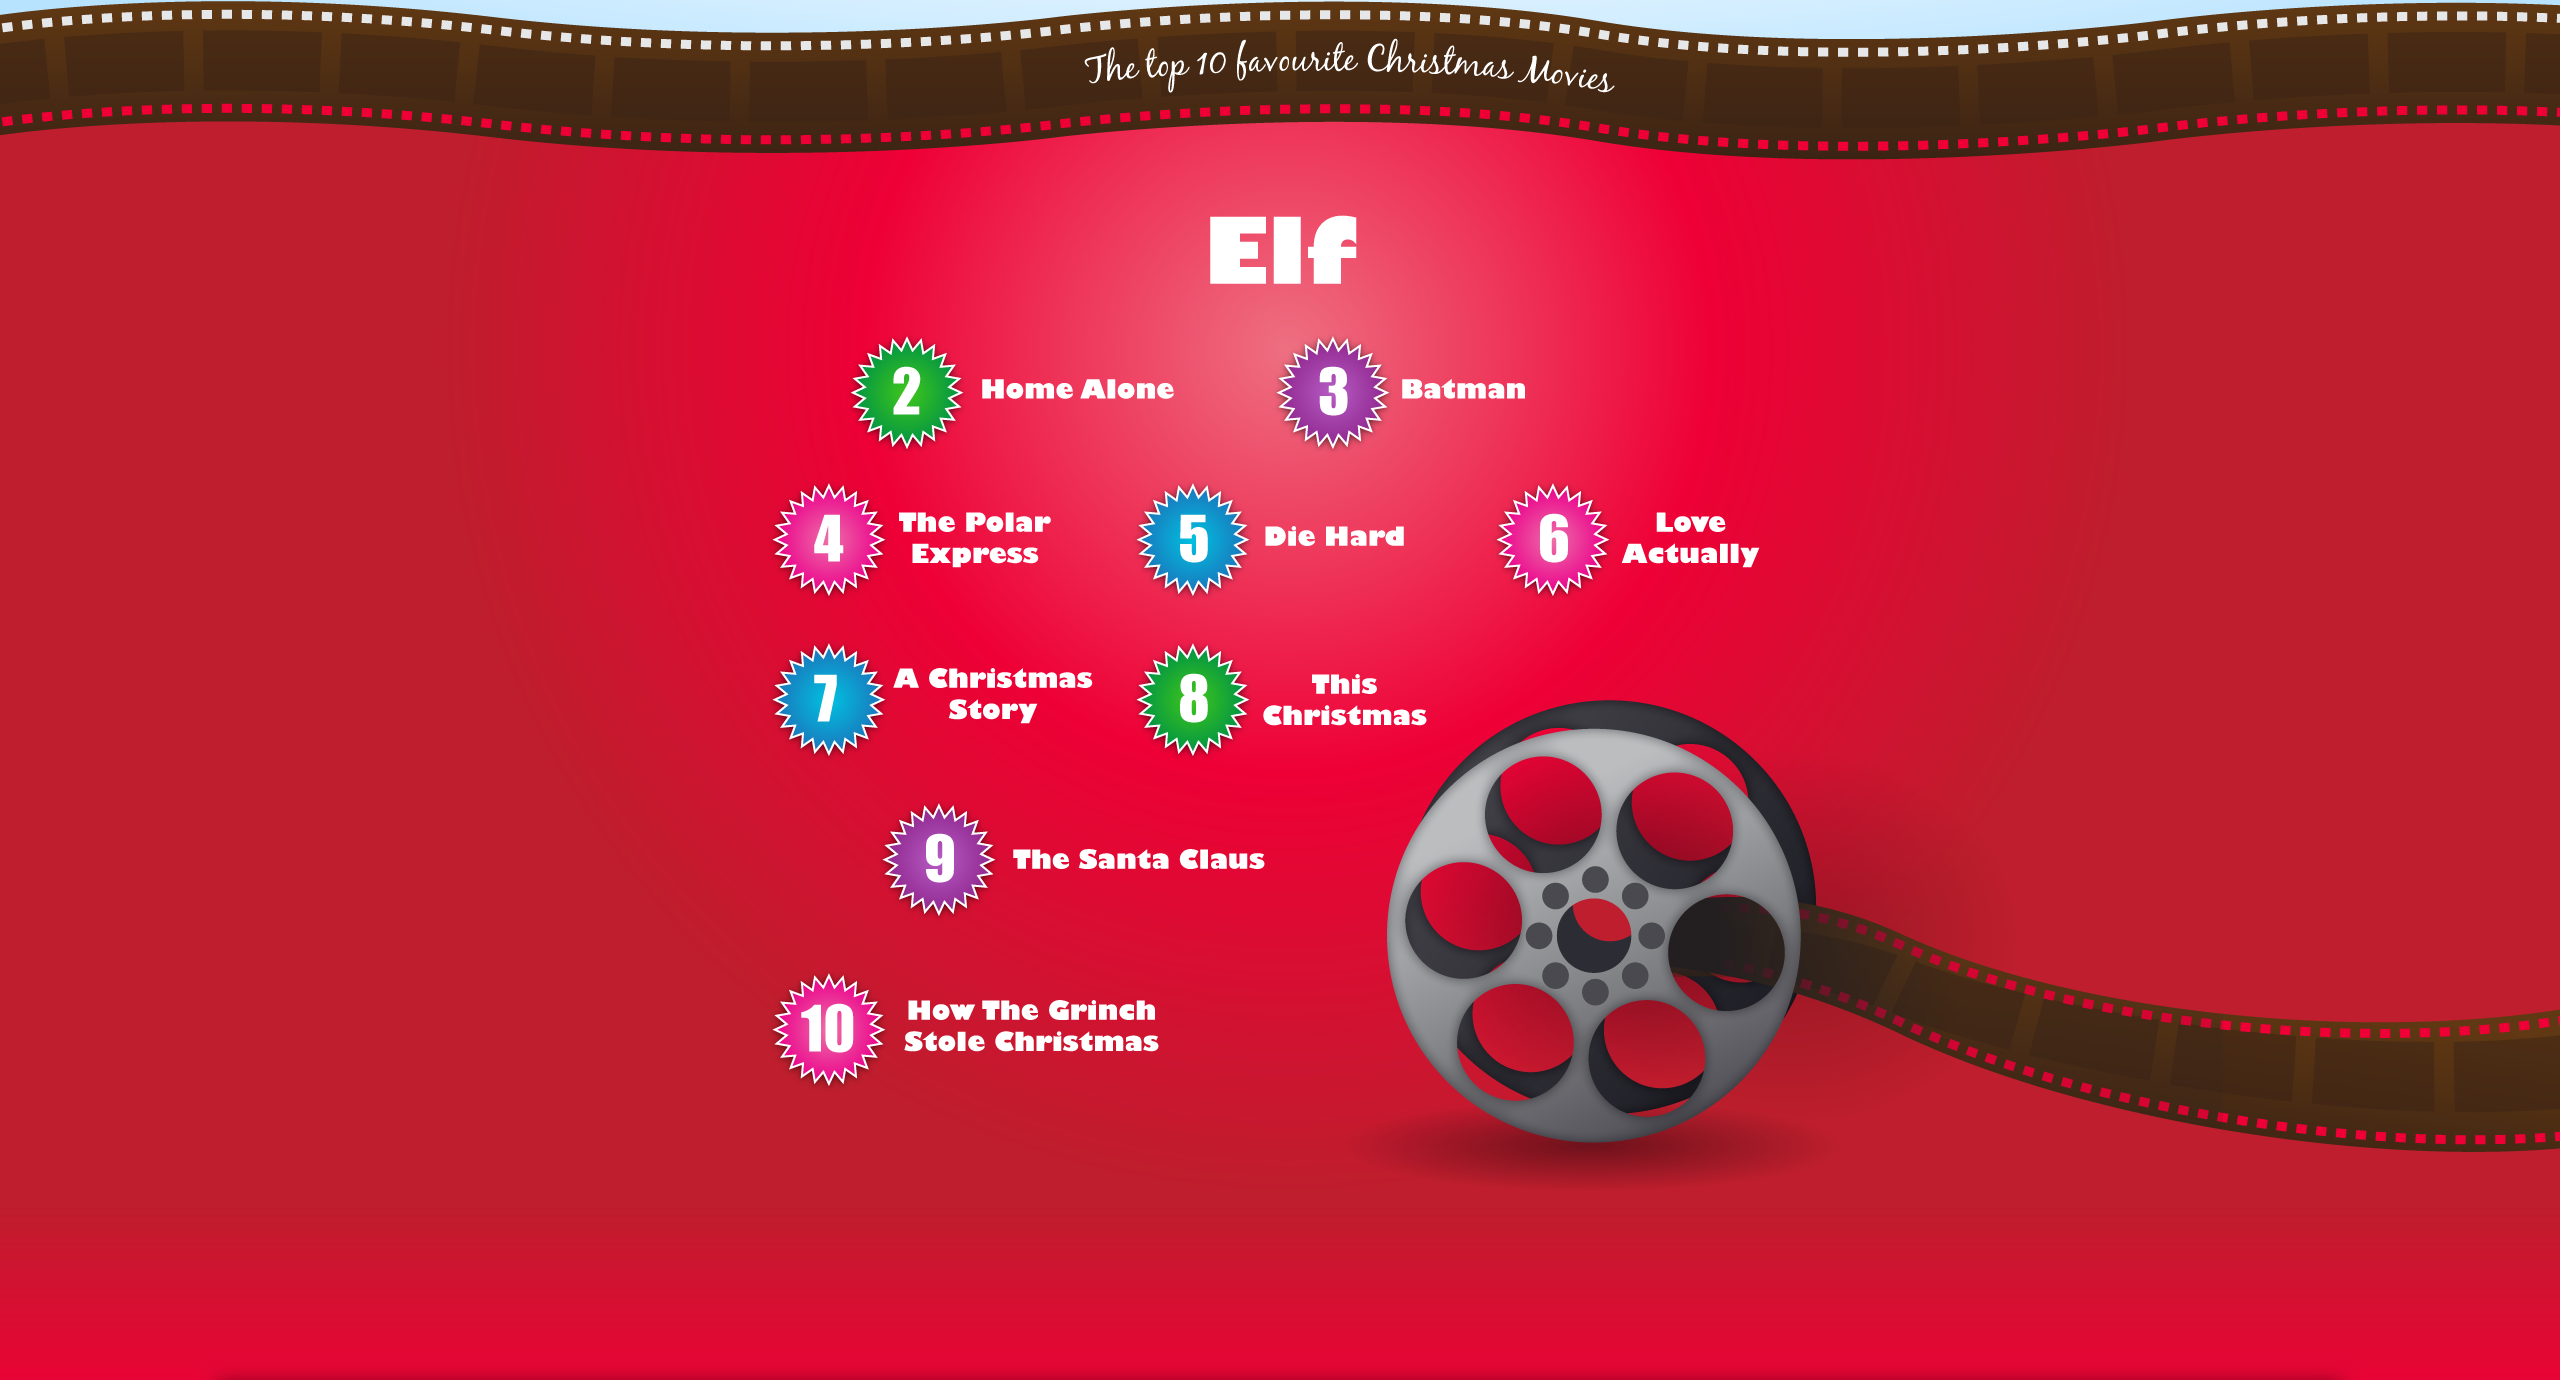 The top 10 favourite Christmas Movies
Elf
2 Home Alone
3 Batman
4 The Polar
Express
5 Die Hard
6 Love
Actually
7 A Christmas
Story
8 This
Christmas
9 The Santa Claus
10 How The Grinch
Stole Christmas